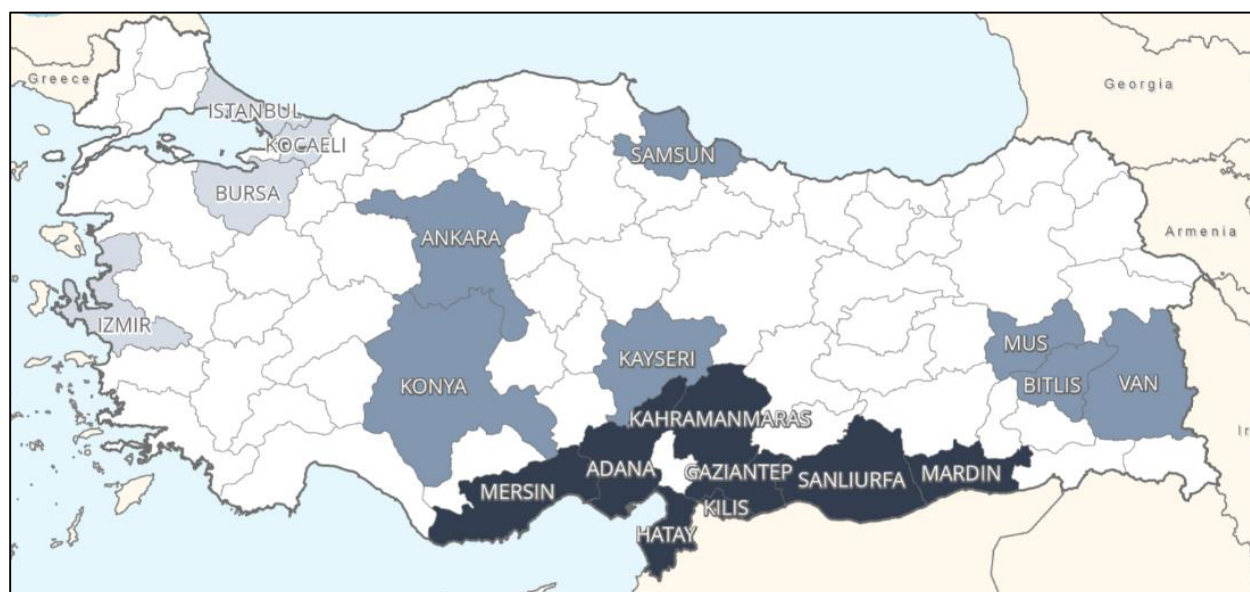 Greece
Georgia
ISTANBUL
KOCAELI
SAMSUN
BURSA
ANKARA
Armenia
IZMIR
MUS
KAYSERI
KONYA
BITLIS
VAN
KAHRAMANMARAS
ADANA
GAZIANTEP
SANLIURFA
MARDIN
MERSIN
KILIS
HATAY